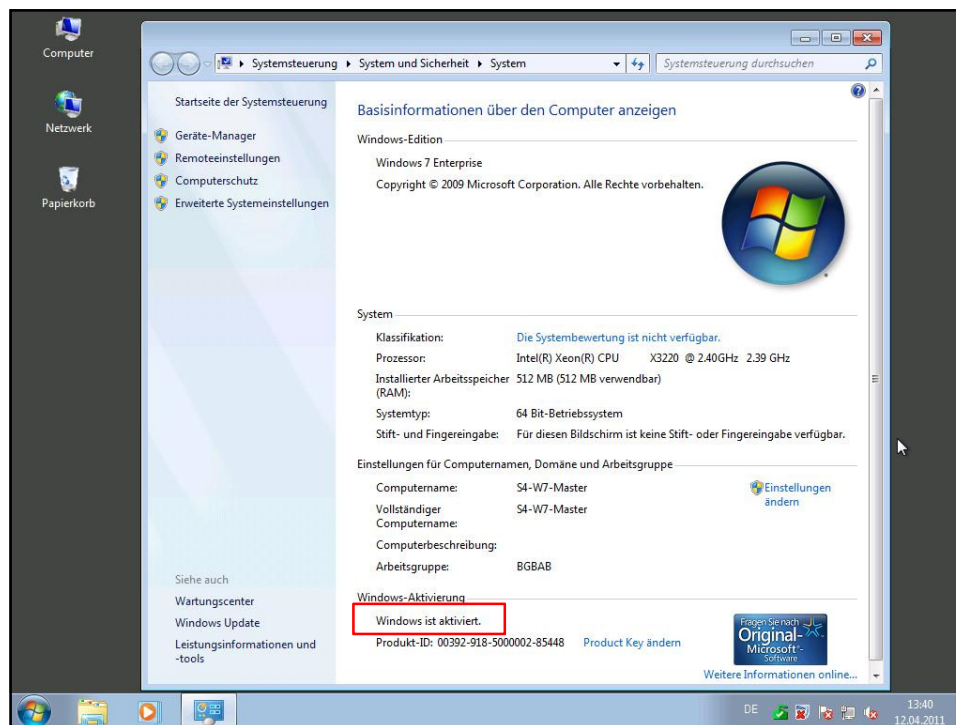 Computer
Netzwerk
Papierkorb
Systemsteuerung
System und Sicherheit
System
Systemsteuerung durchsuchen
Startseite der Systemsteuerung
Geräte-Manager
Remoteeinstellungen
Computerschutz
Erweiterte Systemeinstellungen
Siehe auch
Wartungscenter
Windows Update
Leistungsinformationen und
-tools
Basisinformationen über den Computer anzeigen
Windows-Edition
Windows 7 Enterprise
Copyright © 2009 Microsoft Corporation. Alle Rechte vorbehalten.
System
Klassifikation: Die Systembewertung ist nicht verfügbar.
Prozessor: Intel(R) Xeon(R) CPU X3220 @ 2.40GHz 2.39 GHz
Installierter Arbeitsspeicher 512 MB (512 MB verwendbar)
(RAM):
Systemtyp: 64 Bit-Betriebssystem
Stift- und Fingereingabe: Für diesen Bildschirm ist keine Stift- oder Fingereingabe verfügbar.
Einstellungen für Computernamen, Domäne und Arbeitsgruppe
Computername: S4-W7-Master
Einstellungen
ändern
Vollständiger S4-W7-Master
Computername:
Computerbeschreibung:
Arbeitsgruppe: BGBAB
Windows-Aktivierung
Windows ist aktiviert.
Produkt-ID: 00392-918-5000002-85448 Product Key ändern
Fragen Sie nach
Original-
Microsoft-
Software
Weitere Informationen online...
DE
13:40
12.04.2011